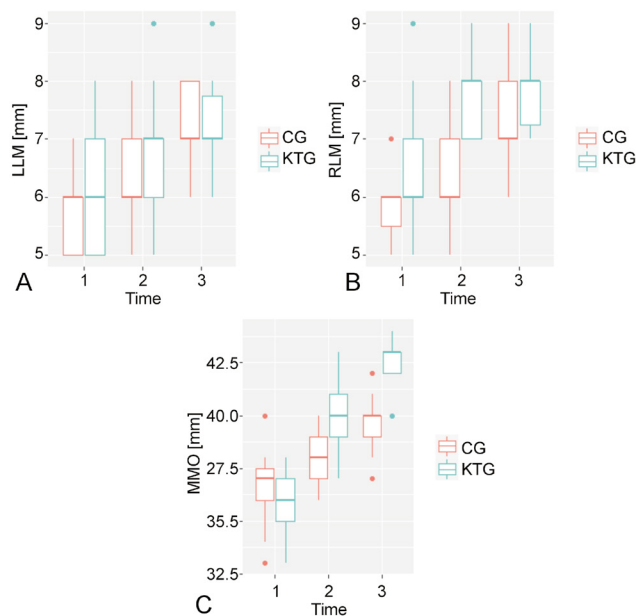 9
8
7
6
5
LLM [mm]
1 2 3
Time
A
CG
KTG
9
8
7
6
5
RLM [mm]
1 2 3
Time
B
CG
KTG
42.5
40.0
27.5
35.5
32.5
MMO [mm]
1 2 3
Time
C
CG
KTG